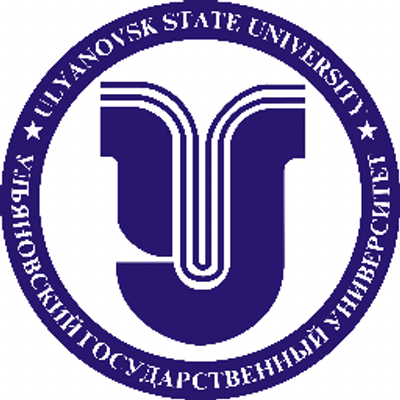 ULYANOVSK STATE UNIVERSITY
УЛЬЯНОВСКИЙ ГОСУДАРСТВЕННЫЙ УНИВЕРСИТЕТ